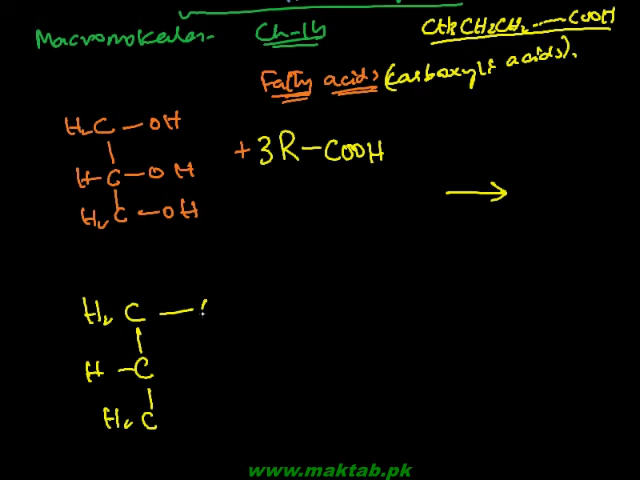 CH3CH2CH2——COOH
Macromolecules- Ch-16
Fatty acids (carboxylic acids).
H2C — OH
+ 3R — COOH
H — C — OH
H2C — OH
H2C —
H — C
H2C
www.maktab.pk